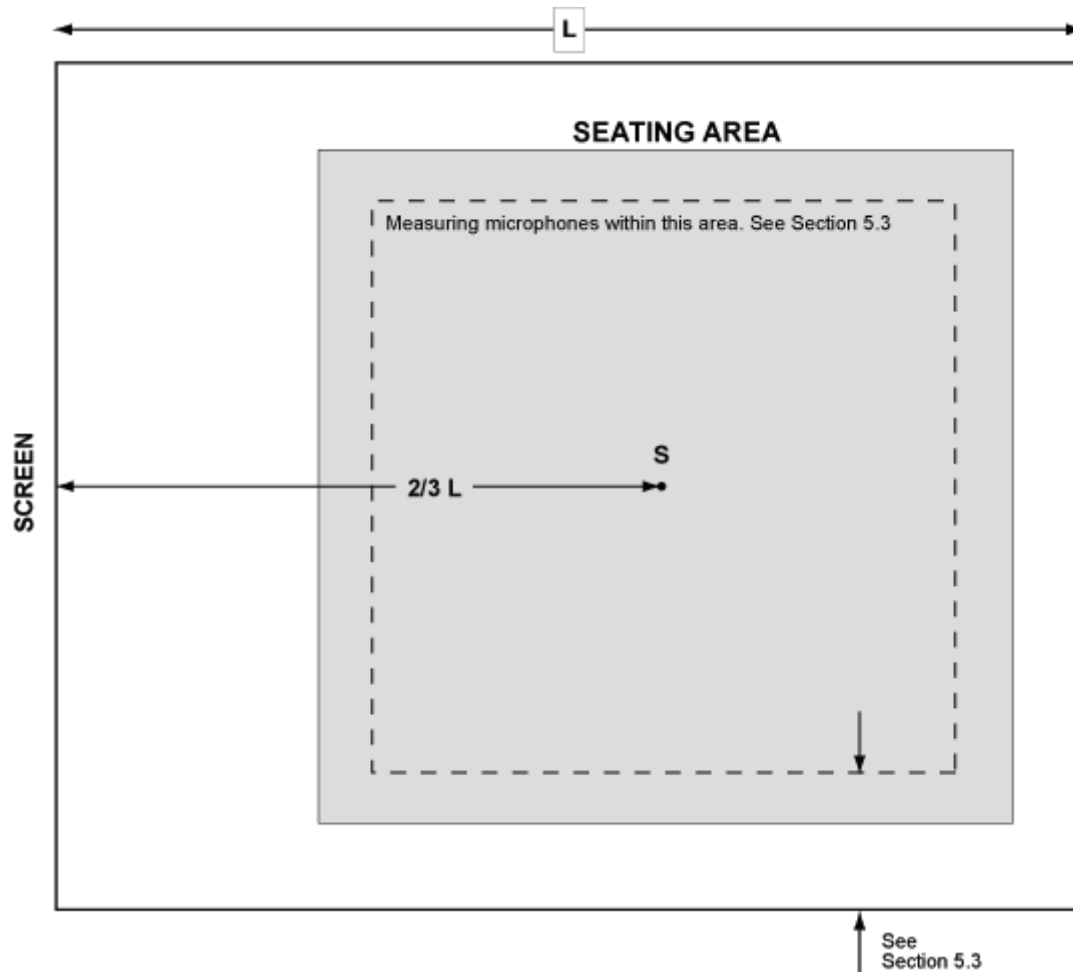 L
SEATING AREA
Measuring microphones within this area. See Section 5.3
S
2/3 L
SCREEN
See
Section 5.3